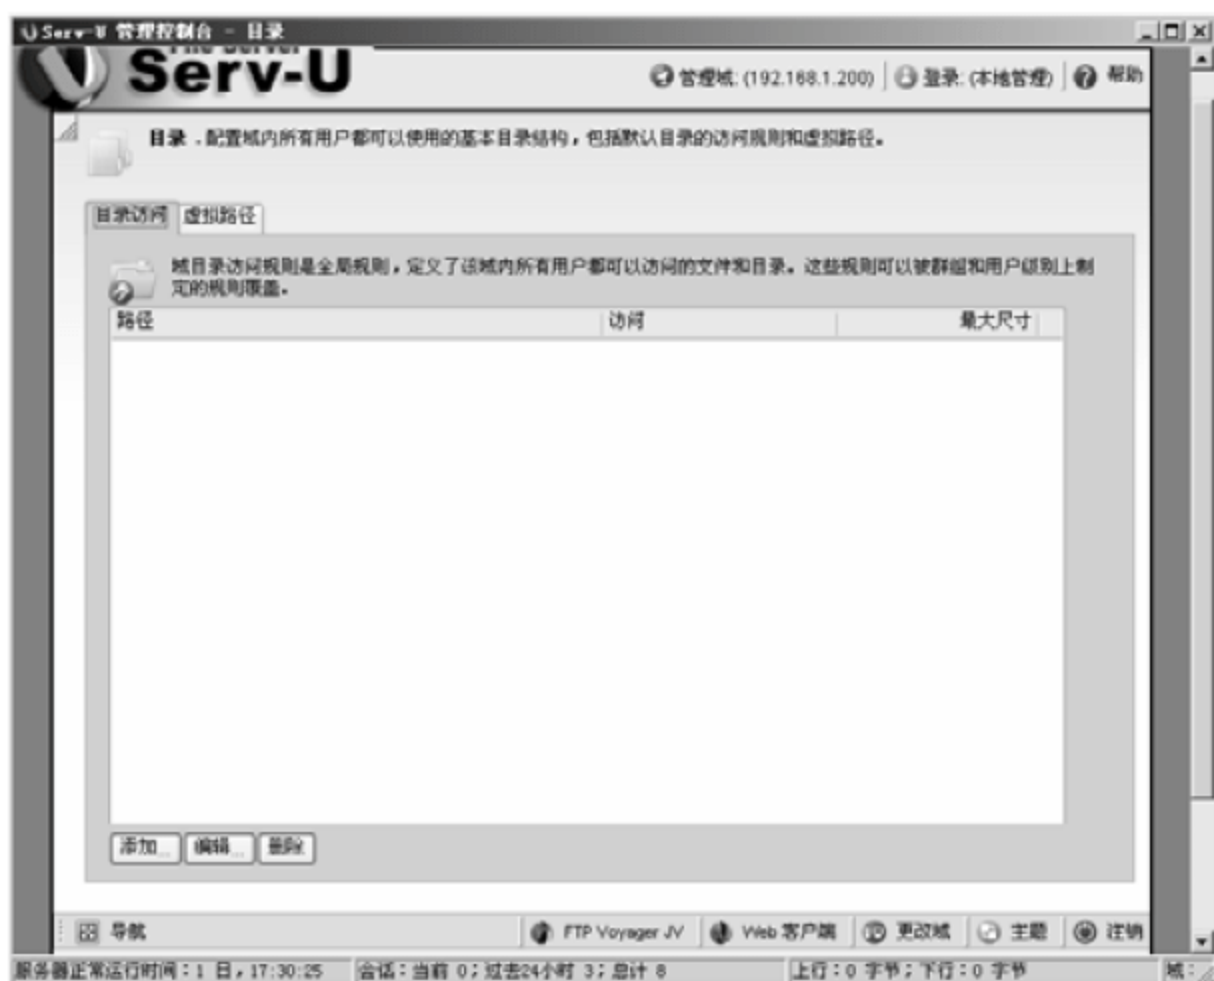 Serv-U 管理控制台 - 目录
File Server
Serv-U
管理域: (192.168.1.200) 登录: (本地管理) 帮助
目录 . 配置域内所有用户都可以使用的基本目录结构，包括默认目录的访问规则和虚拟路径。
目录访问 虚拟路径
域目录访问规则是全局规则，定义了该域内所有用户都可以访问的文件和目录。这些规则可以被群组和用户级别上制
定的规则覆盖。
路径 访问 最大尺寸
添加... 编辑... 删除
导航 FTP Voyager JV Web 客户端 更改域 主题 注销
服务器正常运行时间：1 日，17:30:25 会话：当前 0；过去24小时 3；总计 8 上行：0 字节；下行：0 字节 域：